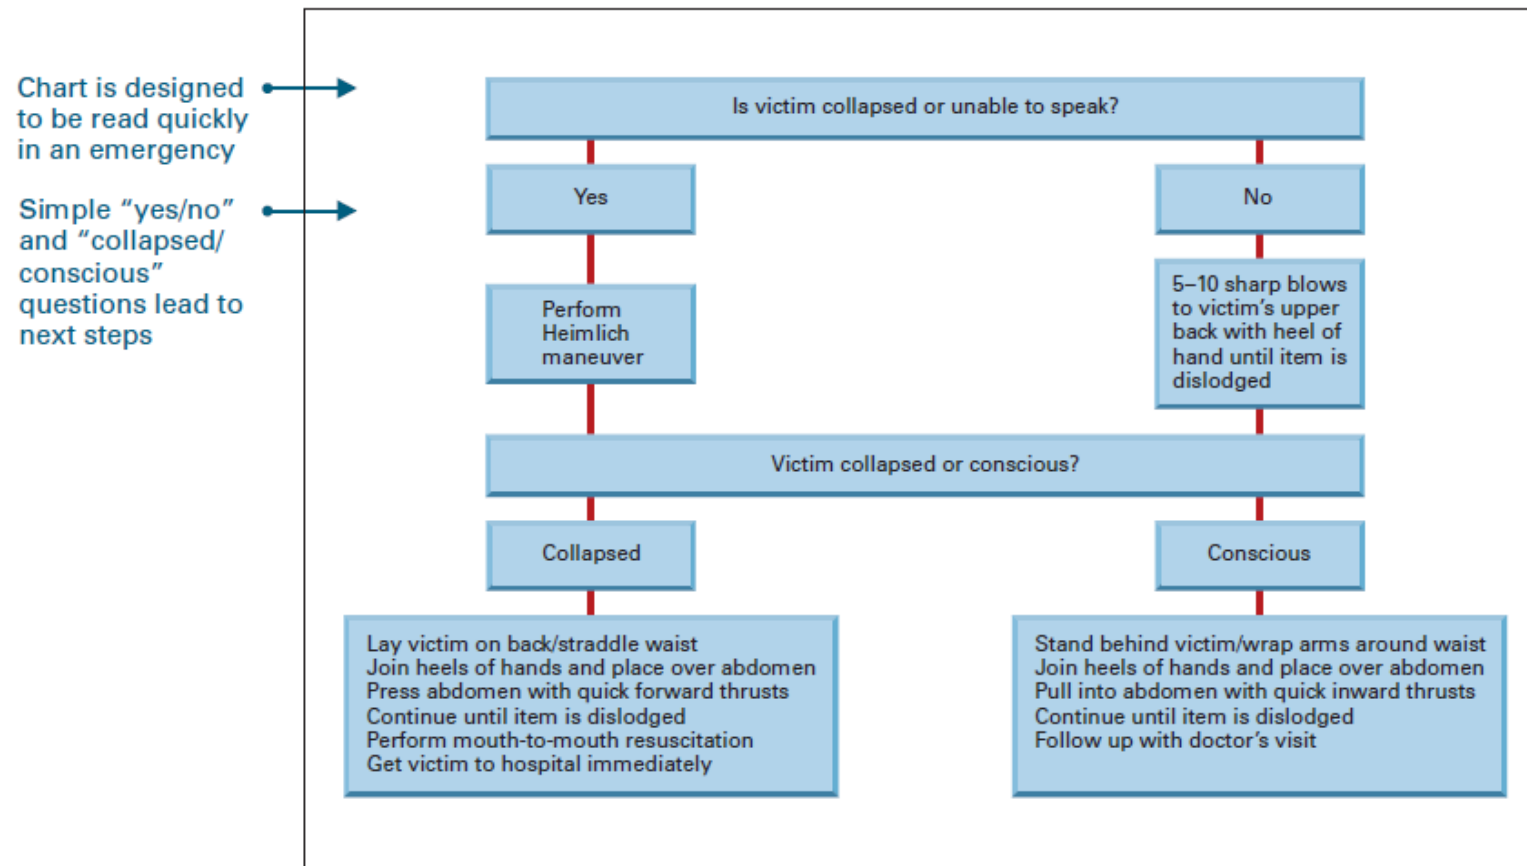 Chart is designed
to be read quickly
in an emergency
Simple “yes/no”
and “collapsed/
conscious”
questions lead to
next steps
Is victim collapsed or unable to speak?
Yes
No
Perform
Heimlich
maneuver
5–10 sharp blows
to victim’s upper
back with heel of
hand until item is
dislodged
Victim collapsed or conscious?
Collapsed
Conscious
Lay victim on back/straddle waist
Join heels of hands and place over abdomen
Press abdomen with quick forward thrusts
Continue until item is dislodged
Perform mouth-to-mouth resuscitation
Get victim to hospital immediately
Stand behind victim/wrap arms around waist
Join heels of hands and place over abdomen
Pull into abdomen with quick inward thrusts
Continue until item is dislodged
Follow up with doctor’s visit